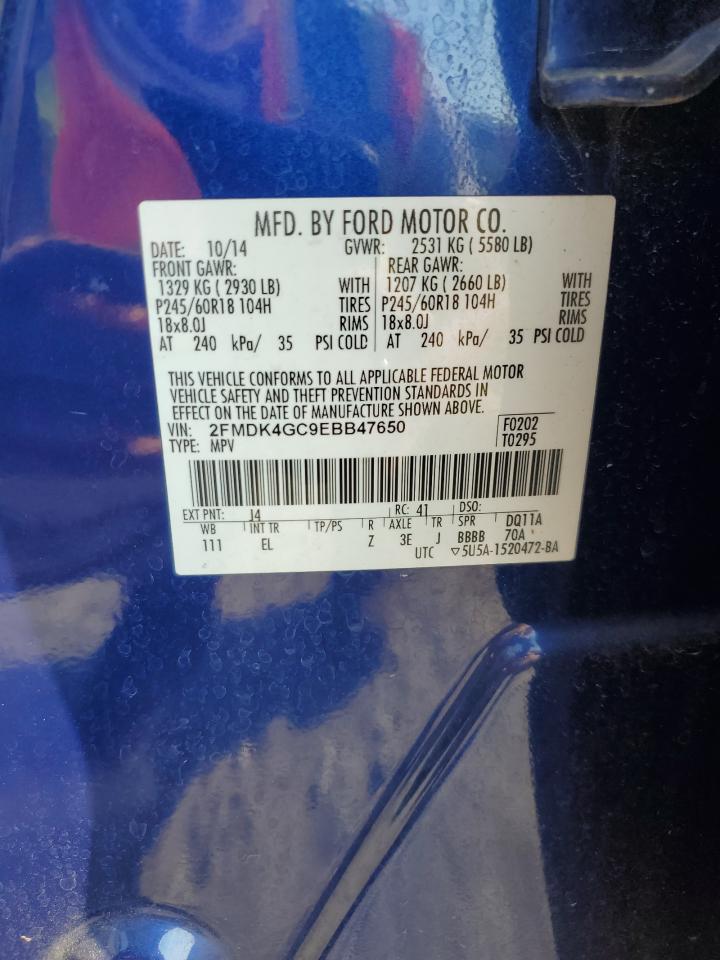 MFD. BY FORD MOTOR CO.
DATE: 10/14 GVWR: 2531 KG ( 5580 LB)
FRONT GAWR: REAR GAWR:
1329 KG ( 2930 LB) WITH 1207 KG ( 2660 LB) WITH
P245/60R18 104H TIRES P245/60R18 104H TIRES
18x8.0J RIMS 18x8.0J RIMS
AT 240 kPa/ 35 PSI COLD AT 240 kPa/ 35 PSI COLD
THIS VEHICLE CONFORMS TO ALL APPLICABLE FEDERAL MOTOR
VEHICLE SAFETY AND THEFT PREVENTION STANDARDS IN
EFFECT ON THE DATE OF MANUFACTURE SHOWN ABOVE.
VIN: 2FMDK4GC9EBB47650 F0202
TYPE: MPV T0295
EXT PNT: J4 RC: 41 DSO:
WB INT TR TP/PS R AXLE TR SPR DQ11A
111 EL Z 3E J BBBB 70A
UTC ▽5U5A-1520472-BA